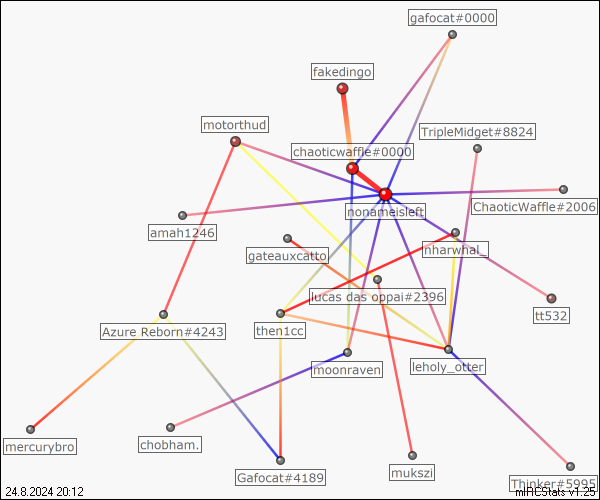 gafocat#0000
fakedingo
motorthud
TripleMidget#8824
chaoticwaffle#0000
ChaoticWaffle#2006
nonameisleft
amah1246
nharwhal_
gateauxcatto
lucas das oppai#2396
tt532
Azure Reborn#4243
then1cc
moonraven
leholy_otter
mercurybro
chobham.
Gafocat#4189
mukszi
Thinker#5995
24.8.2024 20:12
mIRCStats v1.25